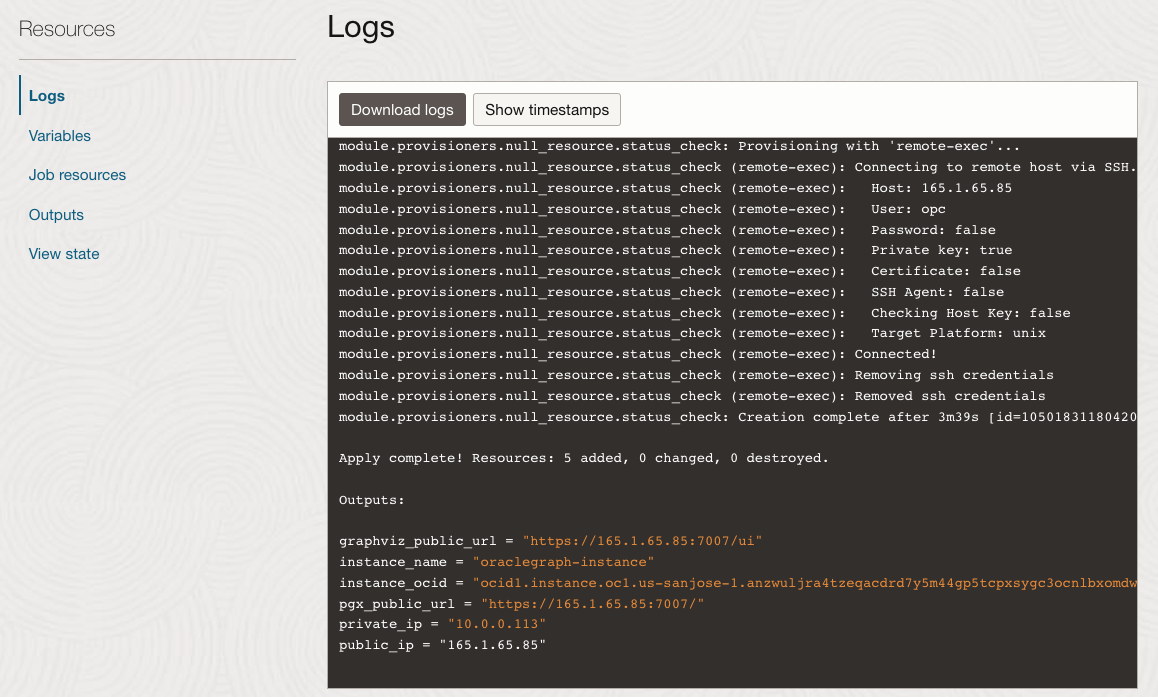 Resources
Logs
Variables
Job resources
Outputs
View state
Logs
Download logs
Show timestamps
module.provisioners.null_resource.status_check: Provisioning with 'remote-exec'...
module.provisioners.null_resource.status_check (remote-exec): Connecting to remote host via SSH.
module.provisioners.null_resource.status_check (remote-exec):   Host: 165.1.65.85
module.provisioners.null_resource.status_check (remote-exec):   User: opc
module.provisioners.null_resource.status_check (remote-exec):   Password: false
module.provisioners.null_resource.status_check (remote-exec):   Private key: true
module.provisioners.null_resource.status_check (remote-exec):   Certificate: false
module.provisioners.null_resource.status_check (remote-exec):   SSH Agent: false
module.provisioners.null_resource.status_check (remote-exec):   Checking Host Key: false
module.provisioners.null_resource.status_check (remote-exec):   Target Platform: unix
module.provisioners.null_resource.status_check (remote-exec): Connected!
module.provisioners.null_resource.status_check (remote-exec): Removing ssh credentials
module.provisioners.null_resource.status_check (remote-exec): Removed ssh credentials
module.provisioners.null_resource.status_check: Creation complete after 3m39s [id=10501831180420
Apply complete! Resources: 5 added, 0 changed, 0 destroyed.
Outputs:
graphviz_public_url = "https://165.1.65.85:7007/ui"
instance_name = "oraclegraph-instance"
instance_ocid = "ocid1.instance.oc1.us-sanjose-1.anzwuljra4tzeqacdrd7y5m44gp5tcpxsygc3ocnlbxomdw
pgx_public_url = "https://165.1.65.85:7007/"
private_ip = "10.0.0.113"
public_ip = "165.1.65.85"